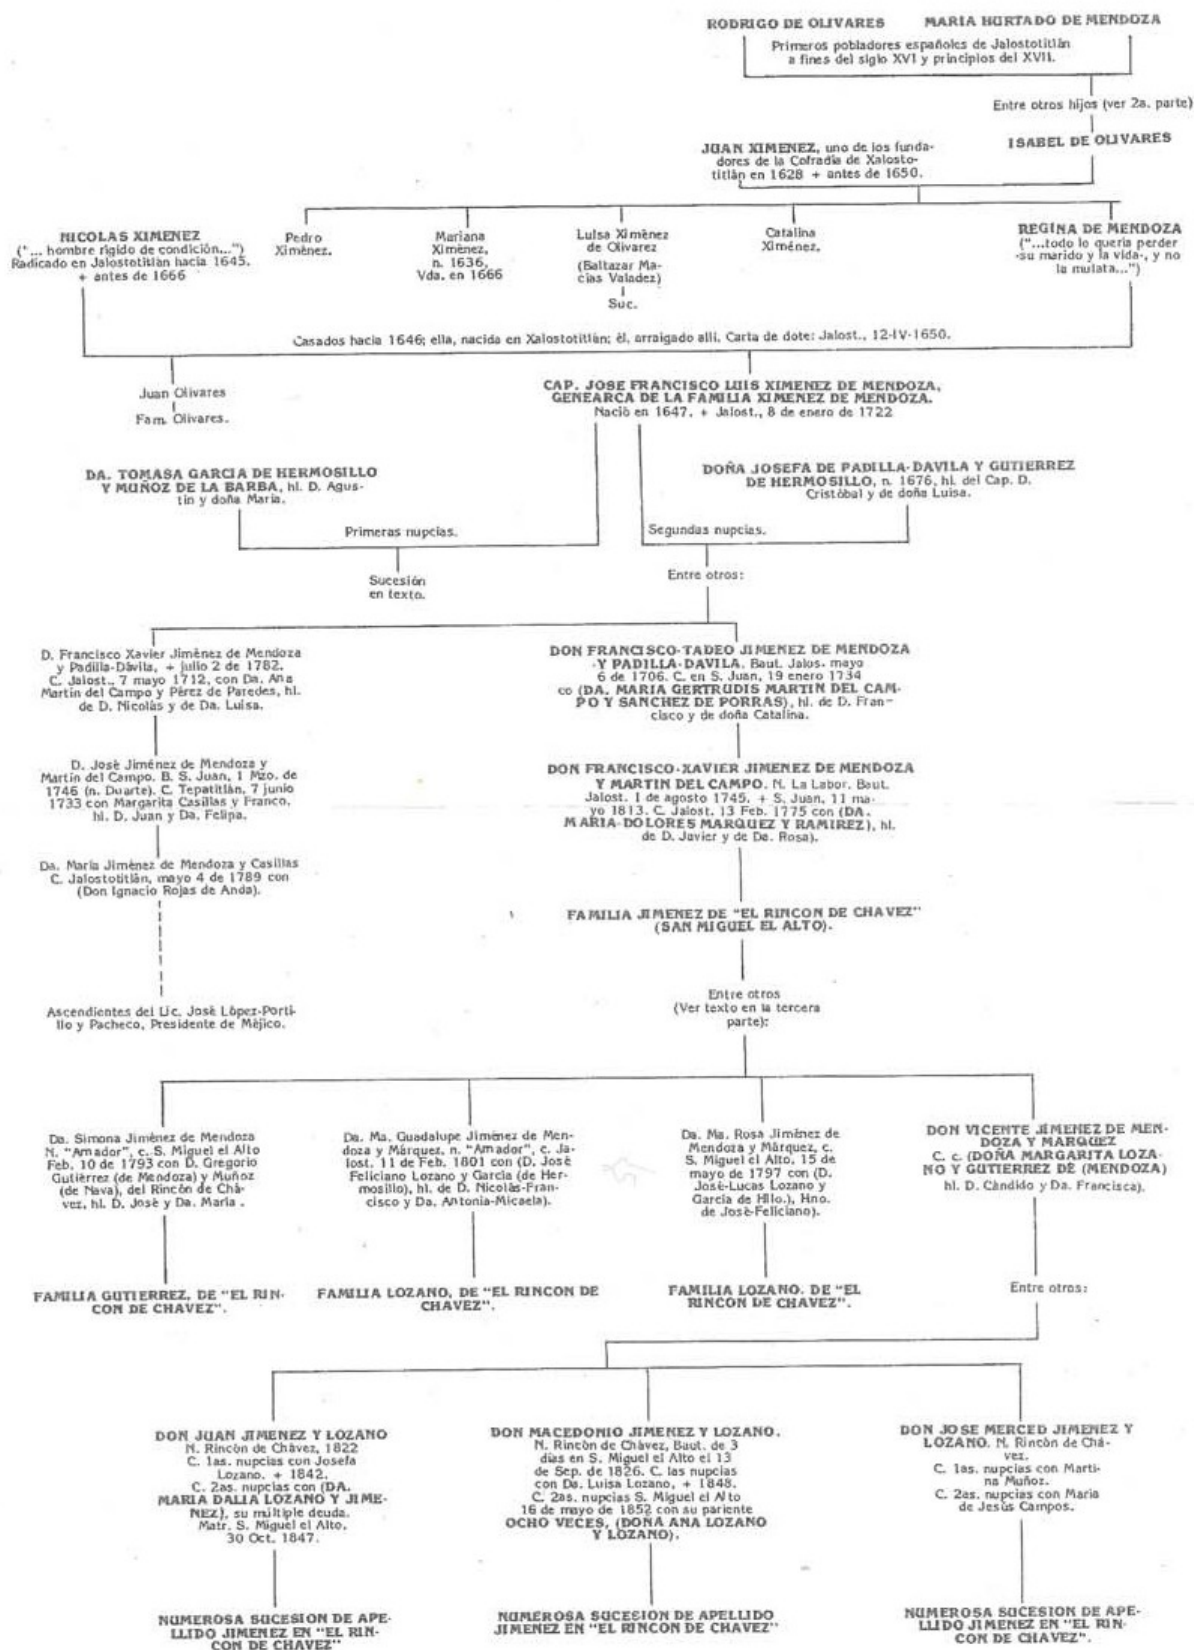 RODRIGO DE OLIVARES MARIA HURTADO DE MENDOZA
Primeros pobladores españoles de Jalostotitlán
a fines del siglo XVI y principios del XVII.
Entre otros hijos (ver 2a. parte)
JUAN XIMENEZ, uno de los funda-
dores de la Cofradía de Xalosto-
titlán en 1628 + antes de 1650.
ISABEL DE OLIVARES
NICOLAS XIMENEZ
("... hombre rígido de condición...")
Radicado en Jalostotitlán hacia 1645.
+ antes de 1666
Pedro
Ximénez.
Mariana
Ximénez,
n. 1636,
Vda. en 1666
Luisa Ximénez
de Olivarez
(Baltazar Ma-
cías Valadez)
Suc.
Catalina
Ximénez.
REGINA DE MENDOZA
("...todo lo quería perder
-su marido y la vida-, y no
la mulata...")
Casados hacia 1646; ella, nacida en Xalostotitlán; él, arraigado allí. Carta de dote: Jalost., 12-IV-1650.
Juan Olivares
Fam. Olivares.
CAP. JOSE FRANCISCO LUIS XIMENEZ DE MENDOZA,
GENEARCA DE LA FAMILIA XIMENEZ DE MENDOZA.
Nació en 1647. + Jalost., 8 de enero de 1722
DA. TOMASA GARCIA DE HERMOSILLO
Y MUÑOZ DE LA BARBA, hl. D. Agus-
tín y doña María.
DOÑA JOSEFA DE PADILLA-DAVILA Y GUTIERREZ
DE HERMOSILLO, n. 1676, hl. del Cap. D.
Cristóbal y de doña Luisa.
Primeras nupcias.
Segundas nupcias.
Sucesión
en texto.
Entre otros:
D. Francisco Xavier Jiménez de Mendoza
y Padilla-Dávila, + julio 2 de 1782.
C. Jalost., 7 mayo 1712, con Da. Ana
Martín del Campo y Pérez de Paredes, hl.
de D. Nicolás y de Da. Luisa.
DON FRANCISCO-TADEO JIMENEZ DE MENDOZA
Y PADILLA-DAVILA. Baut. Jalos. mayo
6 de 1706. C. en S. Juan, 19 enero 1734
co (DA. MARIA GERTRUDIS MARTIN DEL CAM-
PO Y SANCHEZ DE PORRAS), hl. de D. Fran-
cisco y de doña Catalina.
D. José Jiménez de Mendoza y
Martín del Campo. B. S. Juan, 1 Mzo. de
1746 (n. Duarte). C. Tepatitlán, 7 junio
1733 con Margarita Casillas y Franco,
hl. D. Juan y Da. Felipa.
DON FRANCISCO-XAVIER JIMENEZ DE MENDOZA
Y MARTIN DEL CAMPO. N. La Labor. Baut.
Jalost. 1 de agosto 1745. + S. Juan, 11 ma-
yo 1813. C. Jalost. 13 Feb. 1775 con (DA.
MARIA-DOLORES MARQUEZ Y RAMIREZ), hl.
de D. Javier y de Da. Rosa).
Da. María Jiménez de Mendoza y Casillas
C. Jalostotitlán, mayo 4 de 1789 con
(Don Ignacio Rojas de Anda).
FAMILIA JIMENEZ DE "EL RINCON DE CHAVEZ"
(SAN MIGUEL EL ALTO).
Entre otros
(Ver texto en la tercera
parte):
Ascendientes del Lic. José López-Porti-
llo y Pacheco, Presidente de Méjico.
Da. Simona Jiménez de Mendoza
N. "Amador", c. S. Miguel el Alto
Feb. 10 de 1793 con D. Gregorio
Gutiérrez (de Mendoza) y Muñoz
(de Nava), del Rincón de Chá-
vez, hl. D. José y Da. María .
Da. Ma. Guadalupe Jiménez de Men-
doza y Márquez, n. "Amador", c. Ja-
lost. 11 de Feb. 1801 con (D. José
Feliciano Lozano y García (de Her-
mosillo), hl. de D. Nicolás-Fran-
cisco y Da. Antonia-Micaela).
Da. Ma. Rosa Jiménez de
Mendoza y Márquez, c.
S. Miguel el Alto, 15 de
mayo de 1797 con (D.
José-Lucas Lozano y
García de Hllo.), Hno.
de José-Feliciano).
DON VICENTE JIMENEZ DE MEN-
DOZA Y MARQUEZ
C. c. (DOÑA MARGARITA LOZA-
NO Y GUTIERREZ DE (MENDOZA)
hl. D. Cándido y Da. Francisca).
FAMILIA GUTIERREZ, DE "EL RIN-
CON DE CHAVEZ".
FAMILIA LOZANO, DE "EL RINCON DE
CHAVEZ".
FAMILIA LOZANO. DE "EL
RINCON DE CHAVEZ".
Entre otros:
DON JUAN JIMENEZ Y LOZANO
N. Rincón de Chávez, 1822
C. 1as. nupcias con Josefa
Lozano. + 1842.
C. 2as. nupcias con (DA.
MARIA DALIA LOZANO Y JIME-
NEZ), su múltiple deuda.
Matr. S. Miguel el Alto.
30 Oct. 1847.
DON MACEDONIO JIMENEZ Y LOZANO.
N. Rincón de Chávez, Baut. de 3
días en S. Miguel el Alto el 13
de Sep. de 1826. C. las nupcias
con Da. Luisa Lozano, + 1848.
C. 2as. nupcias S. Miguel el Alto
16 de mayo de 1852 con su pariente
OCHO VECES, (DOÑA ANA LOZANO
Y LOZANO).
DON JOSE MERCED JIMENEZ Y
LOZANO. N. Rincón de Chá-
vez.
C. 1as. nupcias con Marti-
na Muñoz.
C. 2as. nupcias con María
de Jesús Campos.
NUMEROSA SUCESION DE APE-
LLIDO JIMENEZ EN "EL RIN-
CON DE CHAVEZ"
NUMEROSA SUCESION DE APELLIDO
JIMENEZ EN "EL RINCON DE CHAVEZ"
NUMEROSA SUCESION DE APE-
LLIDO JIMENEZ EN "EL RIN-
CON DE CHAVEZ".